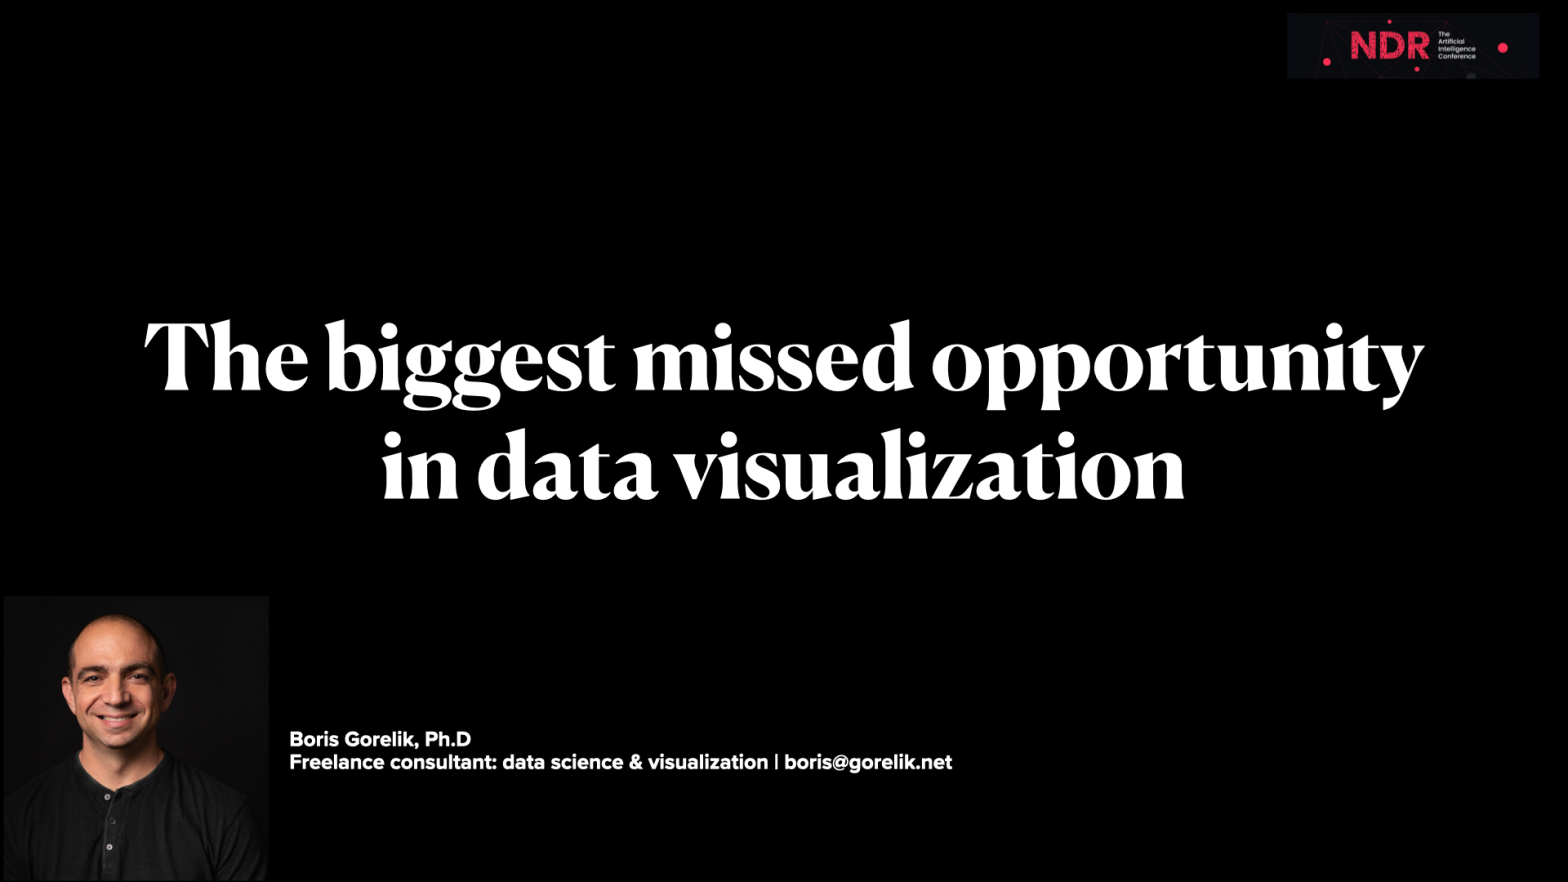 NDR
The
Artificial
Intelligence
Conference
The biggest missed opportunity
in data visualization
Boris Gorelik, Ph.D
Freelance consultant: data science & visualization | boris@gorelik.net